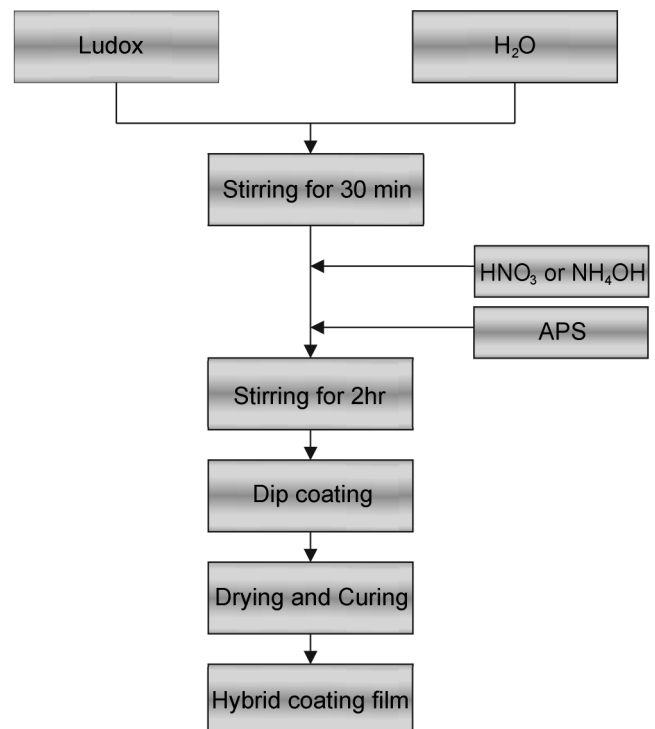 Ludox
H₂O
Stirring for 30 min
HNO₃ or NH₄OH
APS
Stirring for 2hr
Dip coating
Drying and Curing
Hybrid coating film